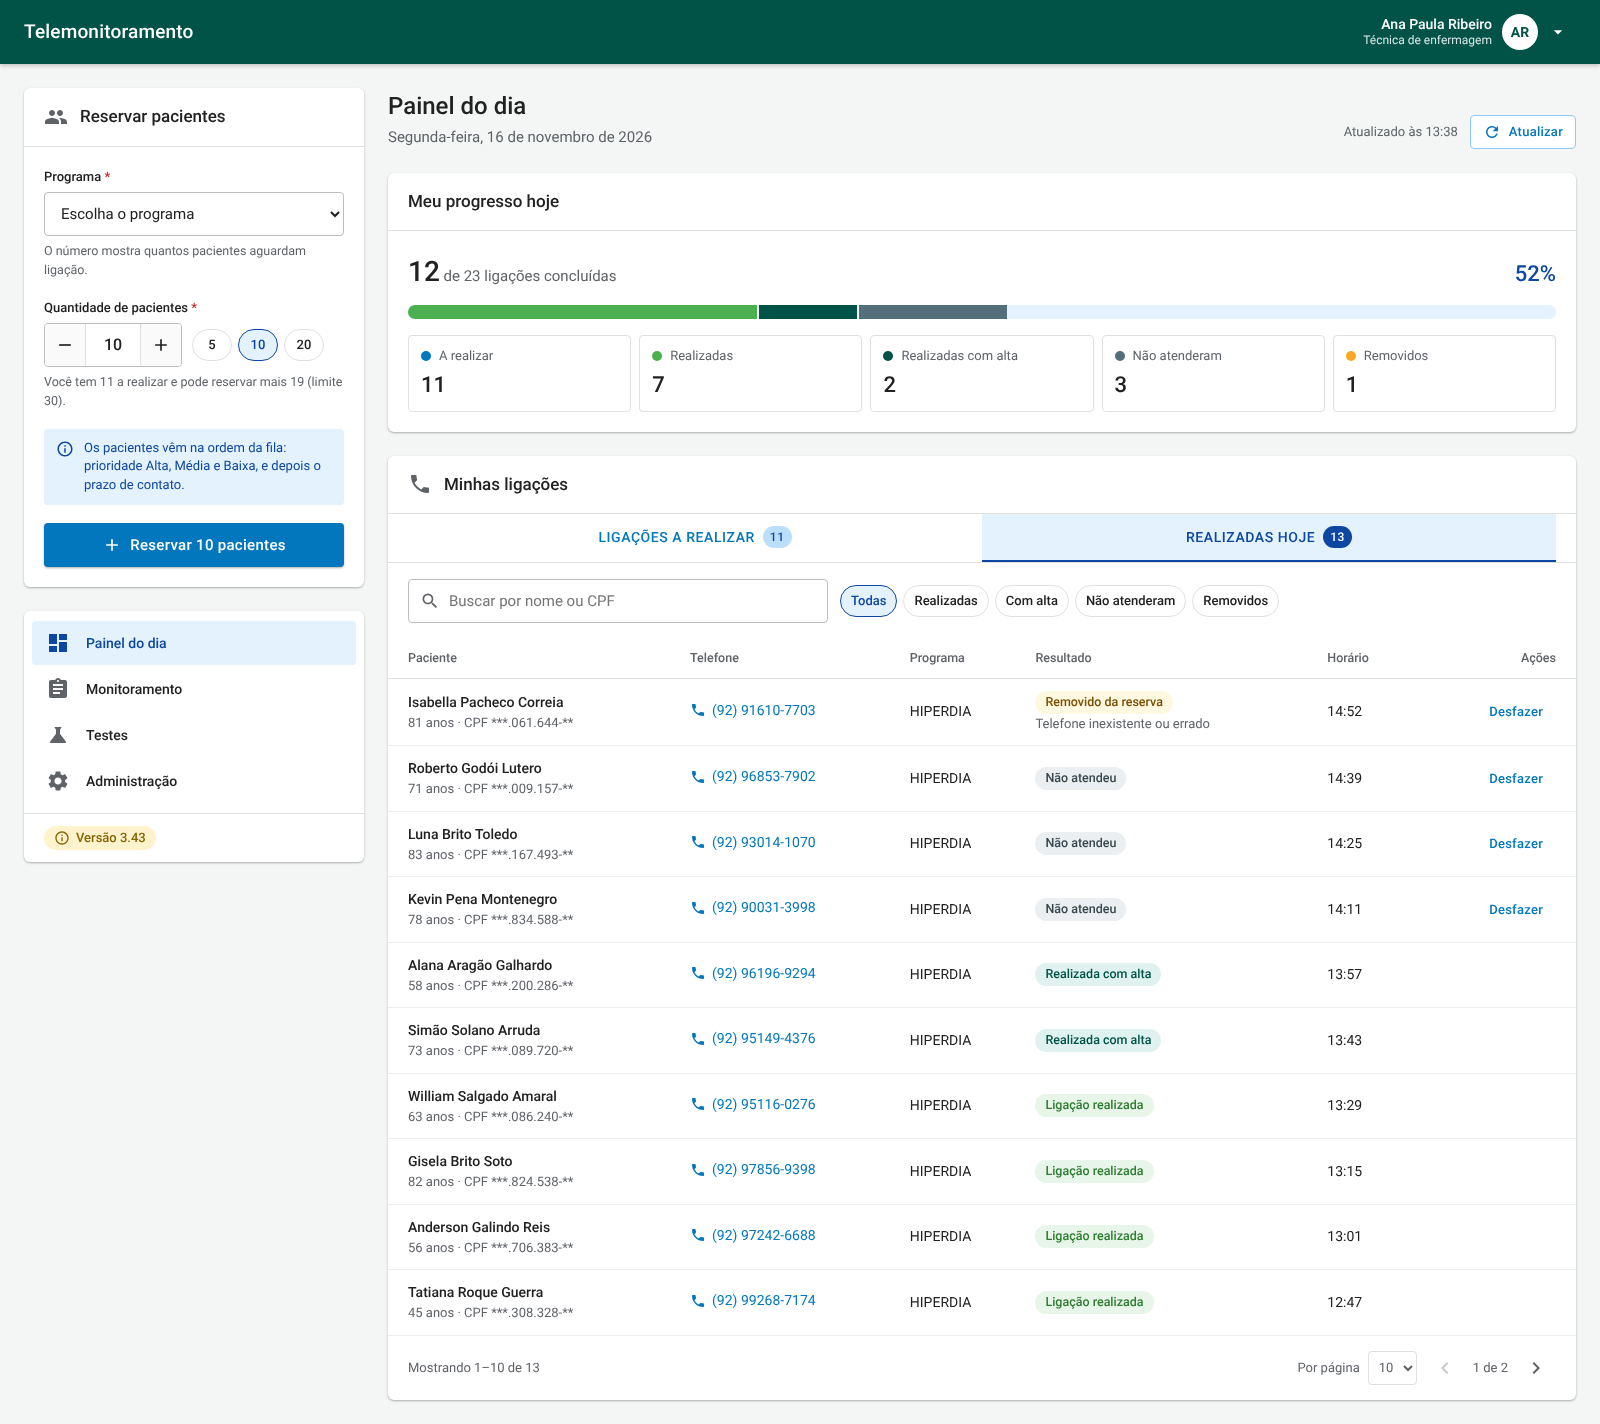 Telemonitoramento
Ana Paula Ribeiro
Técnica de enfermagem
AR
Reservar pacientes
Programa *
Escolha o programa
O número mostra quantos pacientes aguardam
ligação.
Quantidade de pacientes *
− 10 + 5 10 20
Você tem 11 a realizar e pode reservar mais 19 (limite
30).
Os pacientes vêm na ordem da fila:
prioridade Alta, Média e Baixa, e depois o
prazo de contato.
+ Reservar 10 pacientes
Painel do dia
Monitoramento
Testes
Administração
Versão 3.43
Painel do dia
Segunda-feira, 16 de novembro de 2026
Atualizado às 13:38
Atualizar
Meu progresso hoje
12 de 23 ligações concluídas
52%
A realizar
11
Realizadas
7
Realizadas com alta
2
Não atenderam
3
Removidos
1
Minhas ligações
LIGAÇÕES A REALIZAR 11
REALIZADAS HOJE 13
Buscar por nome ou CPF
Todas Realizadas Com alta Não atenderam Removidos
Paciente Telefone Programa Resultado Horário Ações
Isabella Pacheco Correia
81 anos · CPF ***.061.644-**
(92) 91610-7703
HIPERDIA
Removido da reserva
Telefone inexistente ou errado
14:52
Desfazer
Roberto Godói Lutero
71 anos · CPF ***.009.157-**
(92) 96853-7902
HIPERDIA
Não atendeu
14:39
Desfazer
Luna Brito Toledo
83 anos · CPF ***.167.493-**
(92) 93014-1070
HIPERDIA
Não atendeu
14:25
Desfazer
Kevin Pena Montenegro
78 anos · CPF ***.834.588-**
(92) 90031-3998
HIPERDIA
Não atendeu
14:11
Desfazer
Alana Aragão Galhardo
58 anos · CPF ***.200.286-**
(92) 96196-9294
HIPERDIA
Realizada com alta
13:57
Simão Solano Arruda
73 anos · CPF ***.089.720-**
(92) 95149-4376
HIPERDIA
Realizada com alta
13:43
William Salgado Amaral
63 anos · CPF ***.086.240-**
(92) 95116-0276
HIPERDIA
Ligação realizada
13:29
Gisela Brito Soto
82 anos · CPF ***.824.538-**
(92) 97856-9398
HIPERDIA
Ligação realizada
13:15
Anderson Galindo Reis
56 anos · CPF ***.706.383-**
(92) 97242-6688
HIPERDIA
Ligação realizada
13:01
Tatiana Roque Guerra
45 anos · CPF ***.308.328-**
(92) 99268-7174
HIPERDIA
Ligação realizada
12:47
Mostrando 1–10 de 13
Por página 10
1 de 2